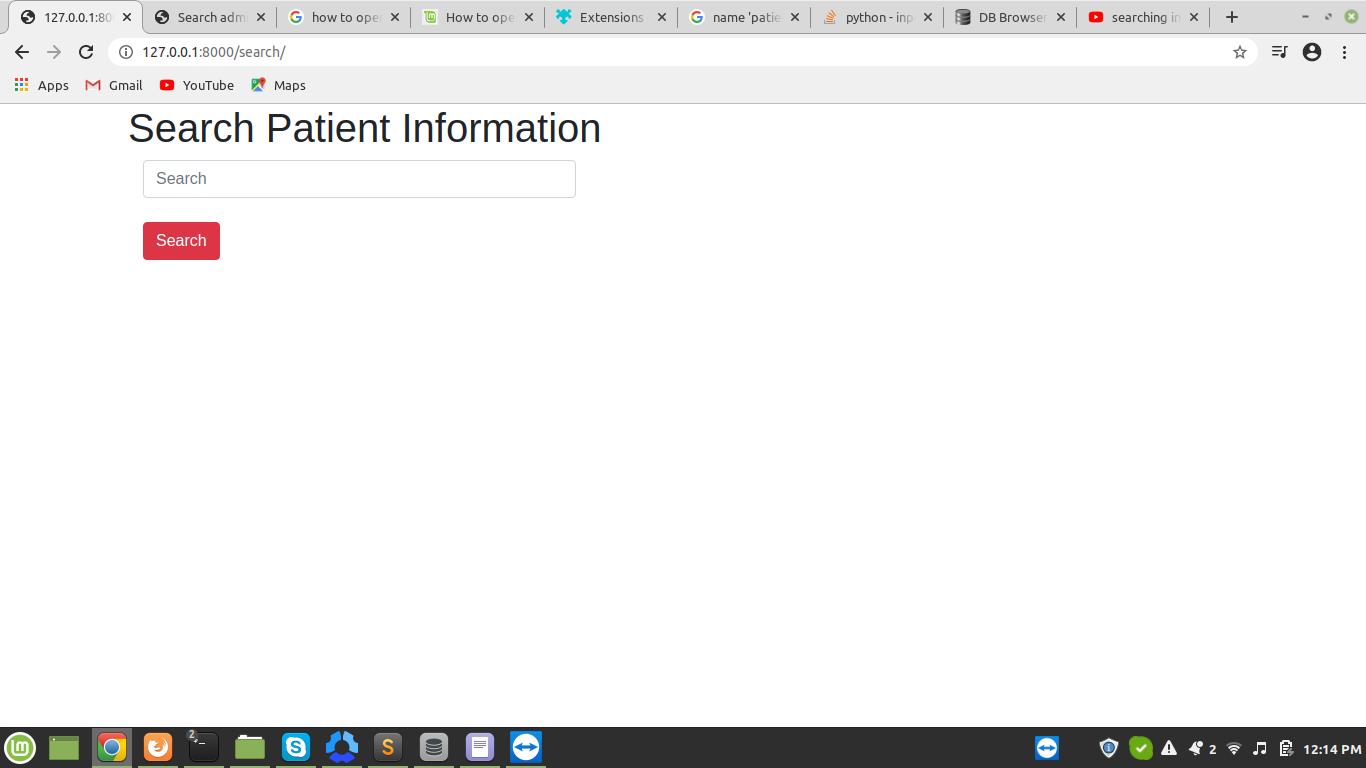 127.0.0.1:80
Search adm
how to ope
How to ope
Extensions
name 'patie
python - inp
DB Browser
searching in
127.0.0.1:8000/search/
Apps
Gmail
YouTube
Maps
Search Patient Information
Search
Search
2
2
12:14 PM